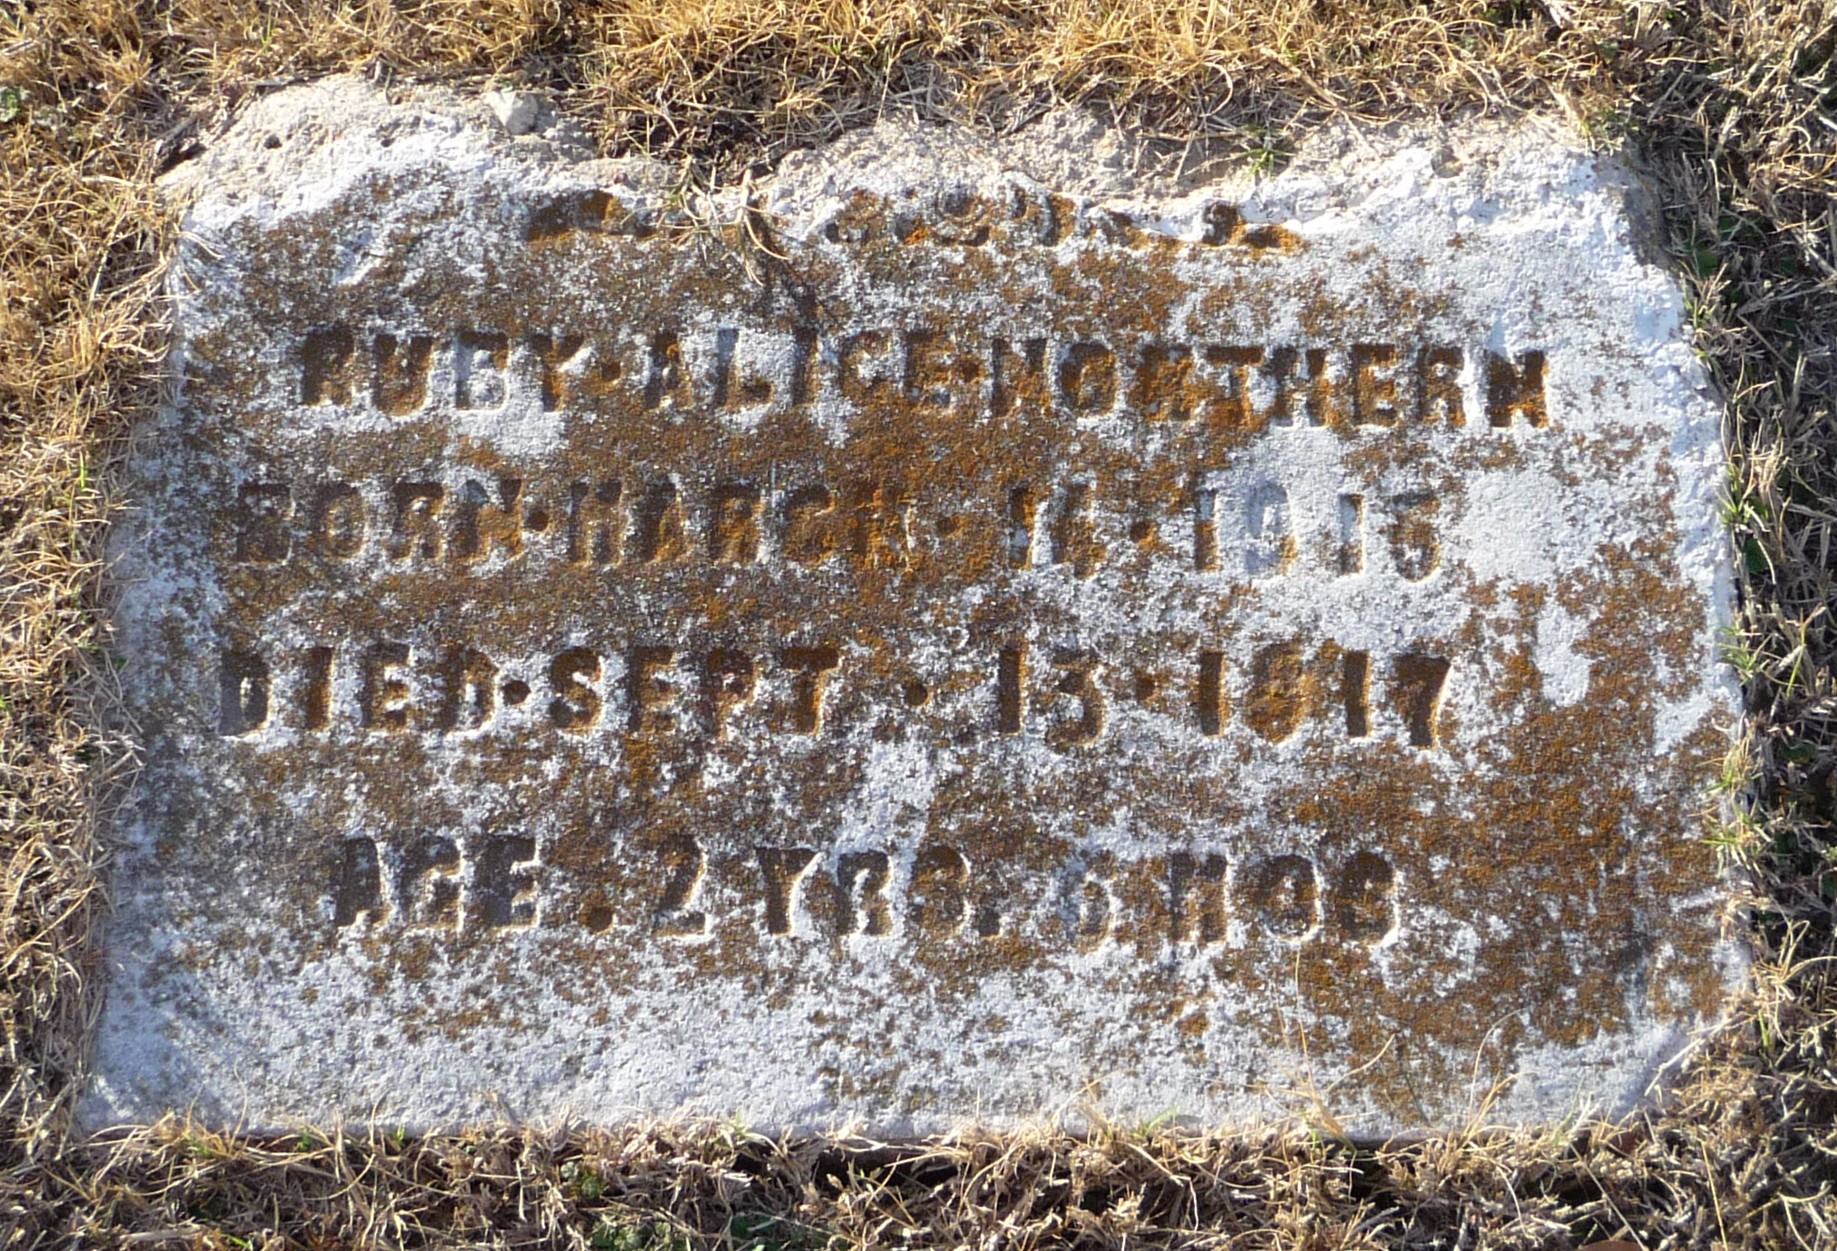 RUBY·ALICE·NORTHERN
BORN·MARCH·14·1915
DIED·SEPT·13·1917
AGE.2 YRS. 6 MOS